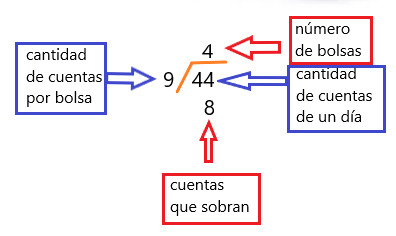 número
de bolsas
4
cantidad
de cuentas
por bolsa
9 44
cantidad
de cuentas
de un día
8
cuentas
que sobran